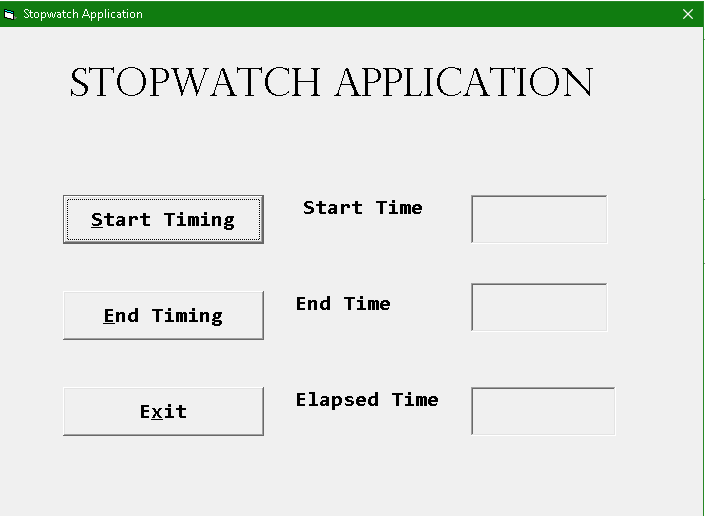 Stopwatch Application
STOPWATCH APPLICATION
Start Timing
Start Time
End Timing
End Time
Exit
Elapsed Time